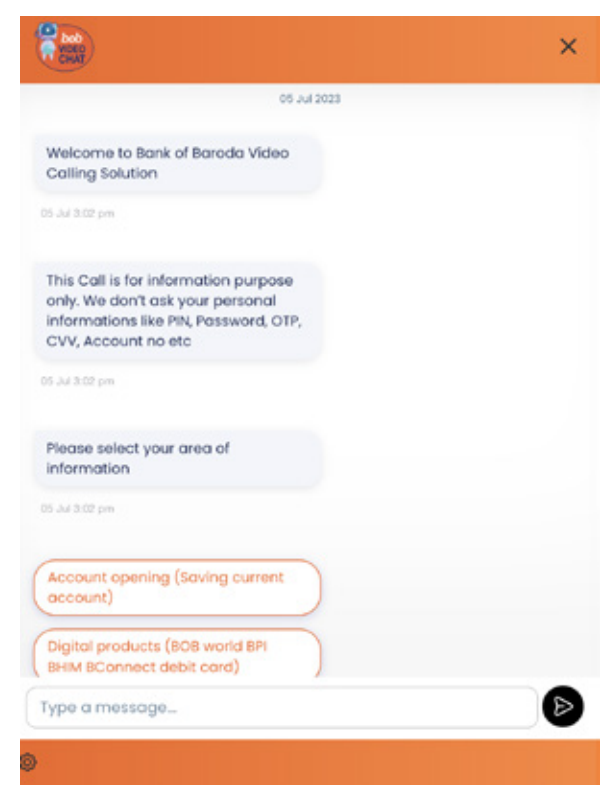 bob
VIDEO
CHAT
05 Jul 2023
Welcome to Bank of Baroda Video
Calling Solution
05 Jul 3:02 pm
This Call is for information purpose
only. We don't ask your personal
informations like PIN, Password, OTP,
CVV, Account no etc
05 Jul 3:02 pm
Please select your area of
information
05 Jul 3:02 pm
Account opening (Saving current
account)
Digital products (BOB world BPI
BHIM BConnect debit card)
Type a message...